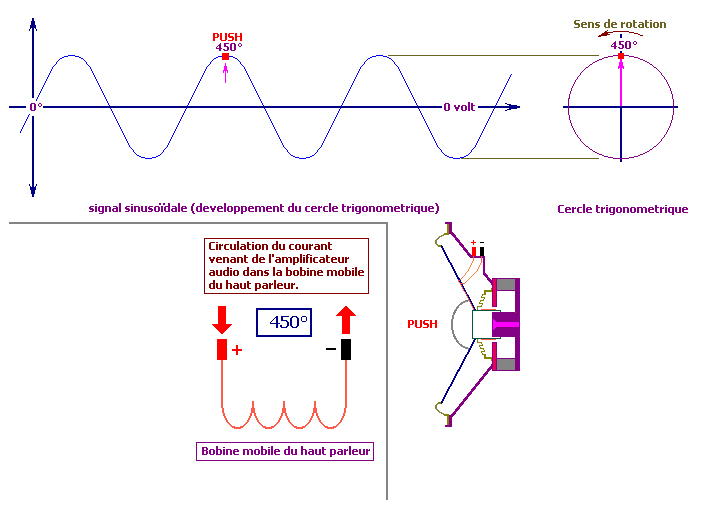 Sens de rotation
PUSH
450°
450°
0°
0 volt
signal sinusoïdale (developpement du cercle trigonometrique)
Cercle trigonometrique
Circulation du courant
venant de l'amplificateur
audio dans la bobine mobile
du haut parleur.
450°
+
–
+
–
PUSH
Bobine mobile du haut parleur